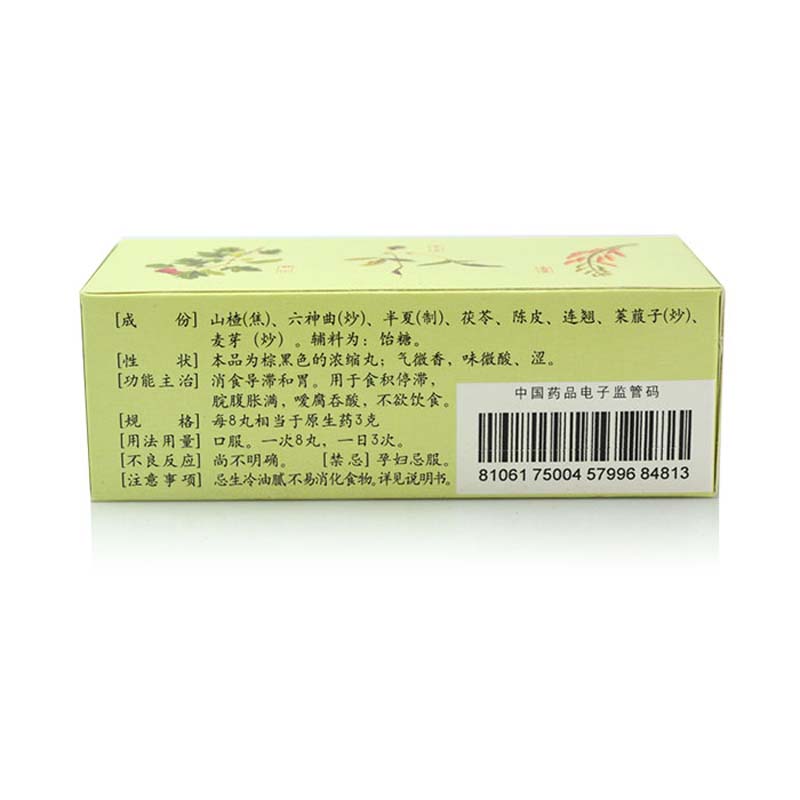 [成 份] 山楂(焦)、六神曲(炒)、半夏(制)、茯苓、陈皮、连翘、莱菔子(炒)、
麦芽（炒）。辅料为：饴糖。
[性 状] 本品为棕黑色的浓缩丸；气微香，味微酸、涩。
[功能主治] 消食导滞和胃。用于食积停滞，
脘腹胀满，嗳腐吞酸，不欲饮食。
[规 格] 每8丸相当于原生药3克
[用法用量] 口服。一次8丸，一日3次。
[不良反应] 尚不明确。 [禁忌] 孕妇忌服。
[注意事项] 忌生冷油腻不易消化食物。详见说明书。
中国药品电子监管码
81061 75004 57996 84813